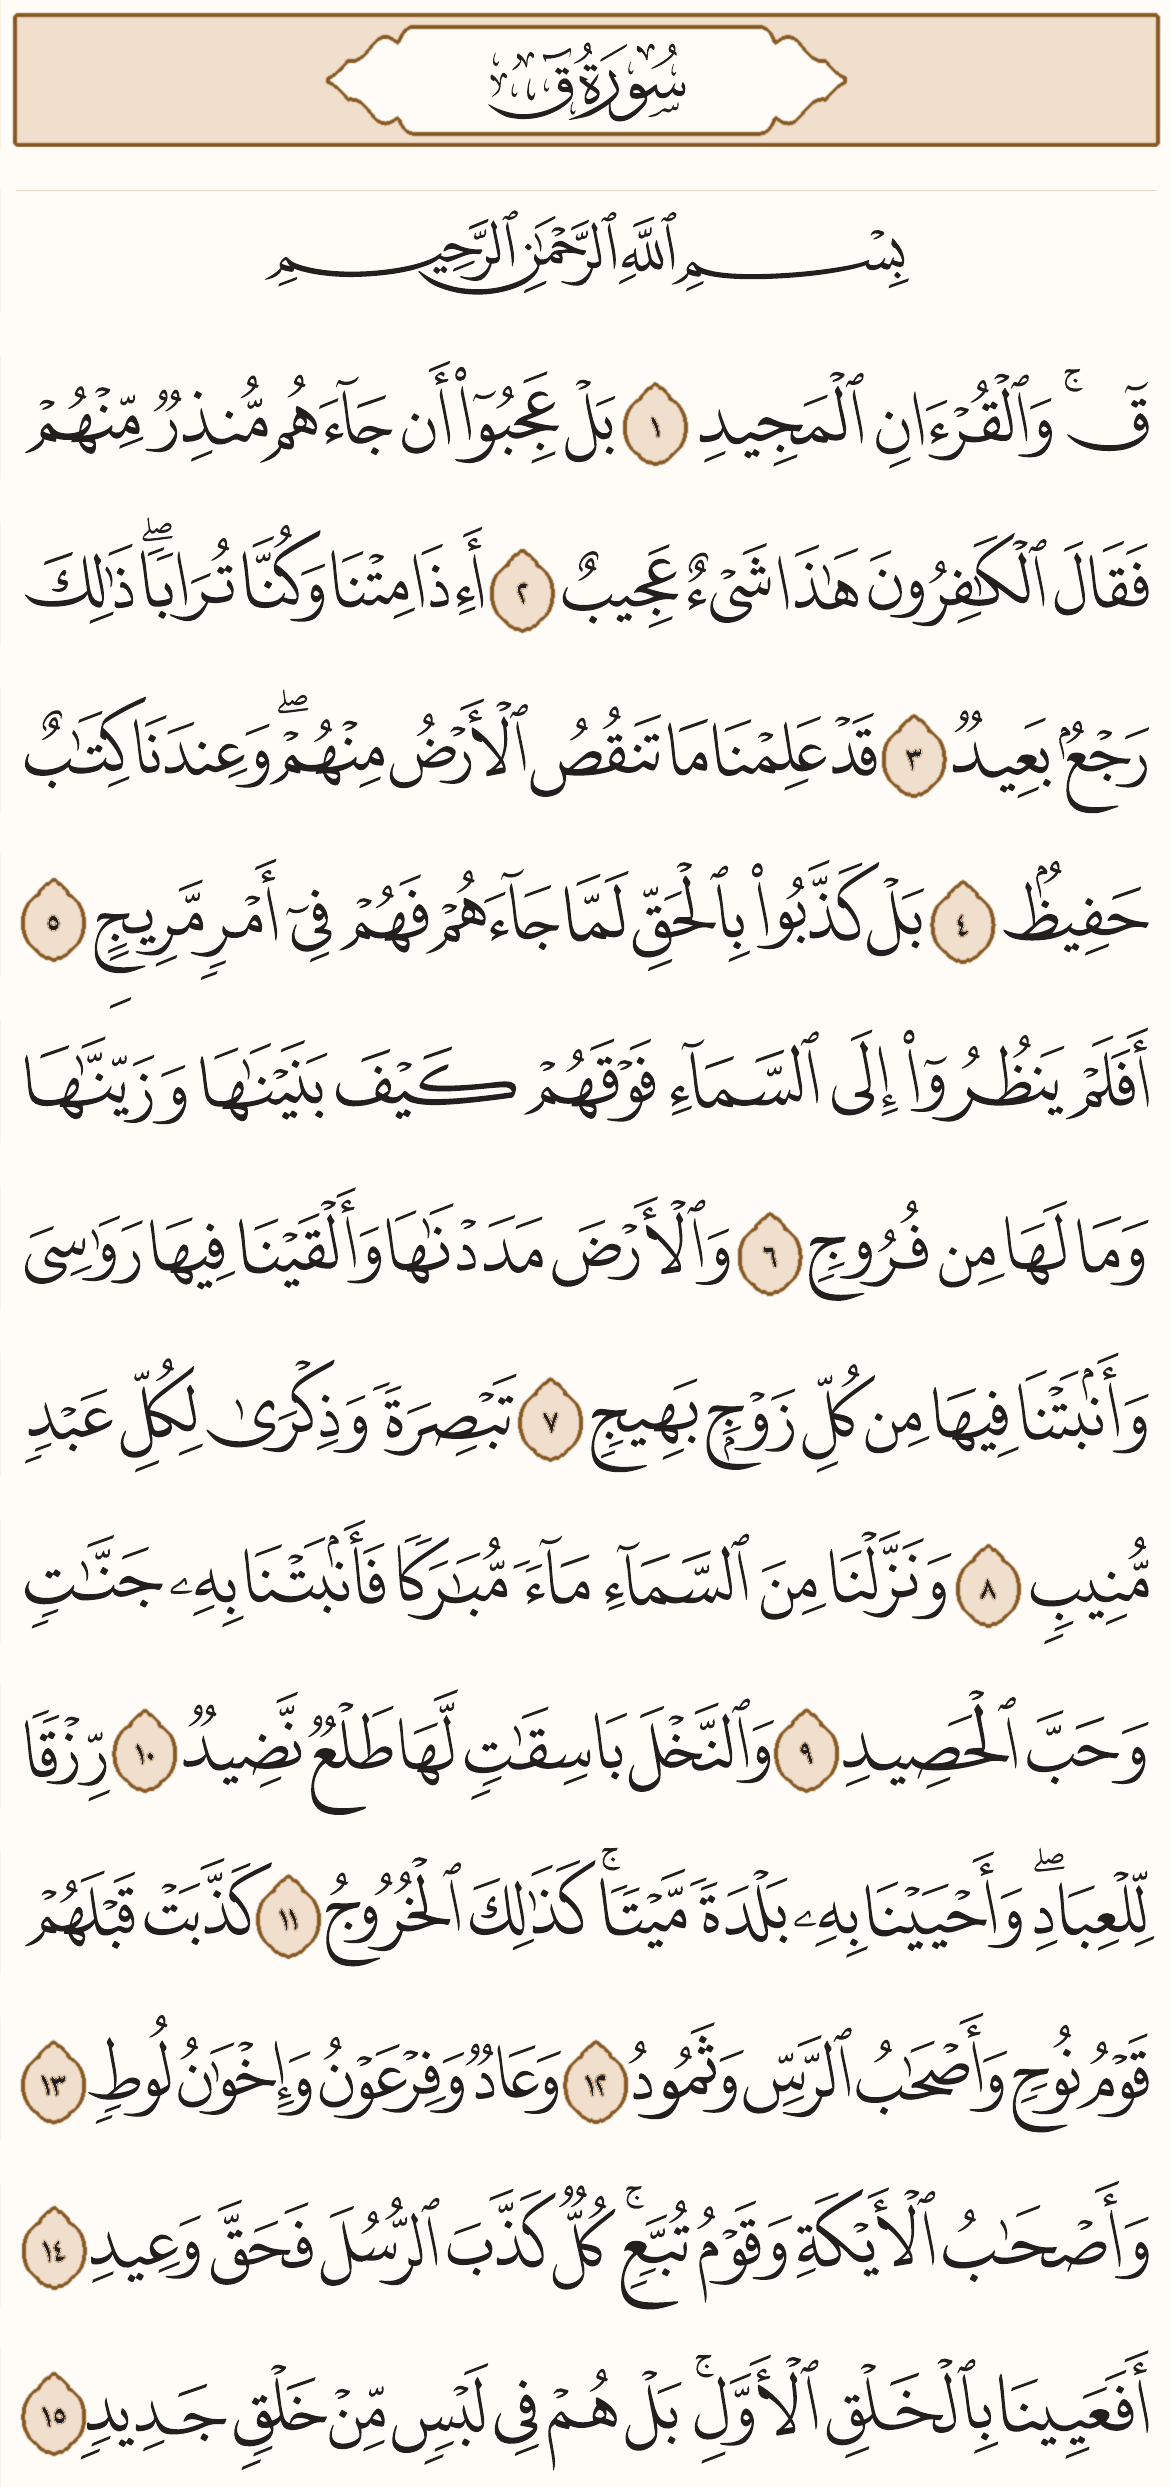 سُورَةُ قٓ
بِسْمِ ٱللَّهِ ٱلرَّحْمَٰنِ ٱلرَّحِيمِ
قٓ ۚ وَٱلْقُرْءَانِ ٱلْمَجِيدِ ١ بَلْ عَجِبُوٓا۟ أَن جَآءَهُم مُّنذِرٌ مِّنْهُمْ
فَقَالَ ٱلْكَٰفِرُونَ هَٰذَا شَىْءٌ عَجِيبٌ ٢ أَءِذَا مِتْنَا وَكُنَّا تُرَابًا ۖ ذَٰلِكَ
رَجْعٌۢ بَعِيدٌ ٣ قَدْ عَلِمْنَا مَا تَنقُصُ ٱلْأَرْضُ مِنْهُمْ ۖ وَعِندَنَا كِتَٰبٌ
حَفِيظٌۢ ٤ بَلْ كَذَّبُوا۟ بِٱلْحَقِّ لَمَّا جَآءَهُمْ فَهُمْ فِىٓ أَمْرٍ مَّرِيجٍ ٥
أَفَلَمْ يَنظُرُوٓا۟ إِلَى ٱلسَّمَآءِ فَوْقَهُمْ كَيْفَ بَنَيْنَٰهَا وَزَيَّنَّٰهَا
وَمَا لَهَا مِن فُرُوجٍ ٦ وَٱلْأَرْضَ مَدَدْنَٰهَا وَأَلْقَيْنَا فِيهَا رَوَٰسِىَ
وَأَنۢبَتْنَا فِيهَا مِن كُلِّ زَوْجٍۭ بَهِيجٍ ٧ تَبْصِرَةً وَذِكْرَىٰ لِكُلِّ عَبْدٍ
مُّنِيبٍ ٨ وَنَزَّلْنَا مِنَ ٱلسَّمَآءِ مَآءً مُّبَٰرَكًا فَأَنۢبَتْنَا بِهِۦ جَنَّٰتٍ
وَحَبَّ ٱلْحَصِيدِ ٩ وَٱلنَّخْلَ بَاسِقَٰتٍ لَّهَا طَلْعٌ نَّضِيدٌ ١٠ رِّزْقًا
لِّلْعِبَادِ ۖ وَأَحْيَيْنَا بِهِۦ بَلْدَةً مَّيْتًا ۚ كَذَٰلِكَ ٱلْخُرُوجُ ١١ كَذَّبَتْ قَبْلَهُمْ
قَوْمُ نُوحٍ وَأَصْحَٰبُ ٱلرَّسِّ وَثَمُودُ ١٢ وَعَادٌ وَفِرْعَوْنُ وَإِخْوَٰنُ لُوطٍ ١٣
وَأَصْحَٰبُ ٱلْأَيْكَةِ وَقَوْمُ تُبَّعٍ ۚ كُلٌّ كَذَّبَ ٱلرُّسُلَ فَحَقَّ وَعِيدِ ١٤
أَفَعَيِينَا بِٱلْخَلْقِ ٱلْأَوَّلِ ۚ بَلْ هُمْ فِى لَبْسٍ مِّنْ خَلْقٍ جَدِيدٍ ١٥